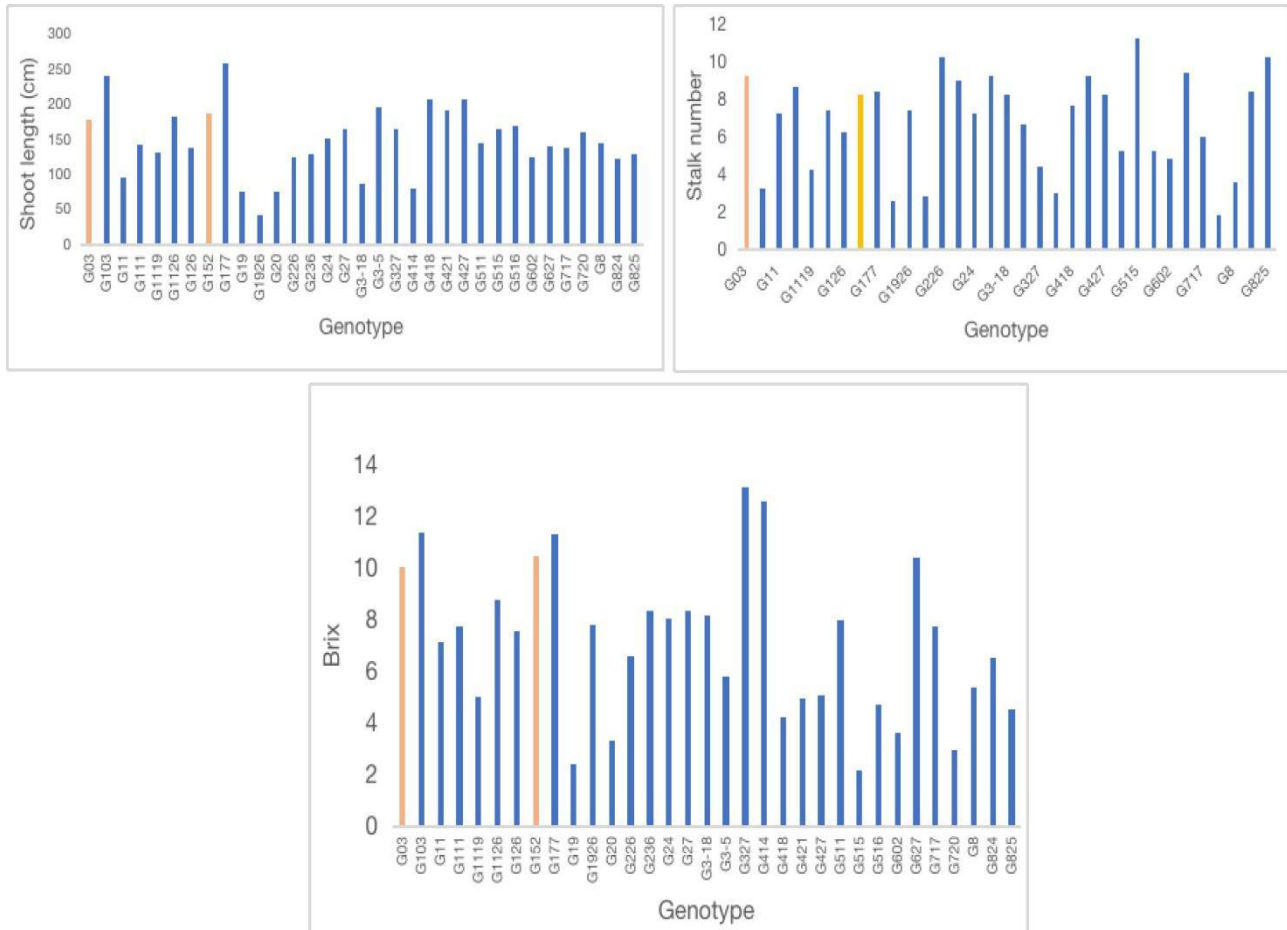 Shoot length (cm)
300
250
200
150
100
50
0
G03
G103
G11
G111
G1119
G1126
G126
G152
G177
G19
G1926
G20
G226
G236
G24
G27
G3-18
G3-5
G327
G414
G418
G421
G427
G511
G515
G516
G602
G627
G717
G720
G8
G824
G825
Genotype
Stalk number
12
10
8
6
4
2
0
G03
G11
G1119
G126
G177
G1926
G226
G24
G3-18
G327
G418
G427
G515
G602
G717
G8
G825
Genotype
Brix
14
12
10
8
6
4
2
0
G03
G103
G11
G111
G1119
G1126
G126
G152
G177
G19
G1926
G20
G226
G236
G24
G27
G3-18
G3-5
G327
G414
G418
G421
G427
G511
G515
G516
G602
G627
G717
G720
G8
G824
G825
Genotype